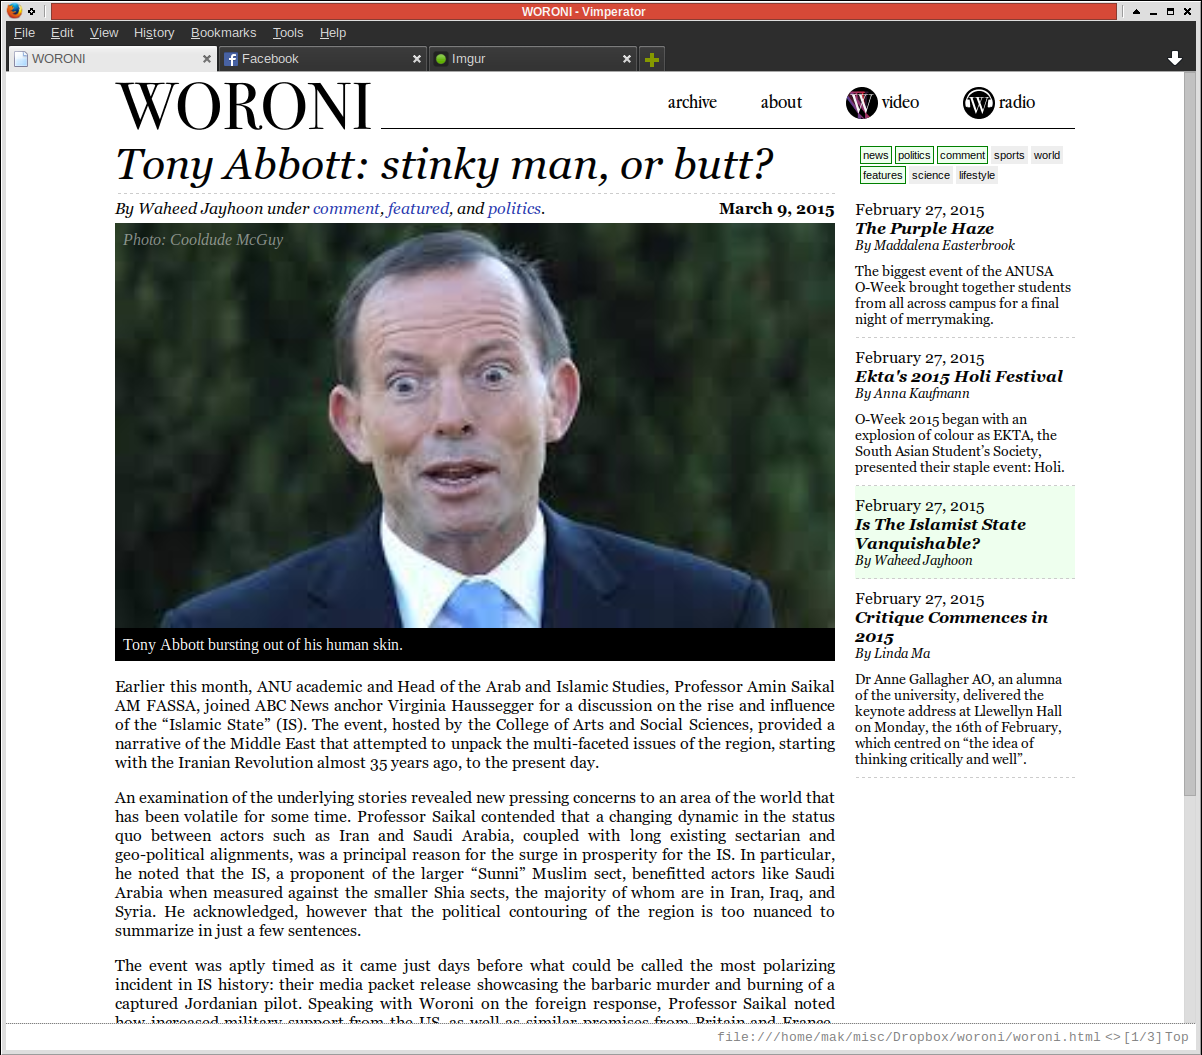 WORONI - Vimperator
File Edit View History Bookmarks Tools Help
WORONI Facebook Imgur
WORONI
archive about video radio
Tony Abbott: stinky man, or butt?
By Waheed Jayhoon under comment, featured, and politics. March 9, 2015
Photo: Cooldude McGuy
Tony Abbott bursting out of his human skin.
Earlier this month, ANU academic and Head of the Arab and Islamic Studies, Professor Amin Saikal
AM FASSA, joined ABC News anchor Virginia Haussegger for a discussion on the rise and influence
of the “Islamic State” (IS). The event, hosted by the College of Arts and Social Sciences, provided a
narrative of the Middle East that attempted to unpack the multi-faceted issues of the region, starting
with the Iranian Revolution almost 35 years ago, to the present day.
An examination of the underlying stories revealed new pressing concerns to an area of the world that
has been volatile for some time. Professor Saikal contended that a changing dynamic in the status
quo between actors such as Iran and Saudi Arabia, coupled with long existing sectarian and
geo-political alignments, was a principal reason for the surge in prosperity for the IS. In particular,
he noted that the IS, a proponent of the larger “Sunni” Muslim sect, benefitted actors like Saudi
Arabia when measured against the smaller Shia sects, the majority of whom are in Iran, Iraq, and
Syria. He acknowledged, however that the political contouring of the region is too nuanced to
summarize in just a few sentences.
The event was aptly timed as it came just days before what could be called the most polarizing
incident in IS history: their media packet release showcasing the barbaric murder and burning of a
captured Jordanian pilot. Speaking with Woroni on the foreign response, Professor Saikal noted
how increased military support from the US, as well as similar promises from Britain and France,
news politics comment sports world
features science lifestyle
February 27, 2015
The Purple Haze
By Maddalena Easterbrook
The biggest event of the ANUSA
O-Week brought together students
from all across campus for a final
night of merrymaking.
February 27, 2015
Ekta's 2015 Holi Festival
By Anna Kaufmann
O-Week 2015 began with an
explosion of colour as EKTA, the
South Asian Student’s Society,
presented their staple event: Holi.
February 27, 2015
Is The Islamist State
Vanquishable?
By Waheed Jayhoon
February 27, 2015
Critique Commences in
2015
By Linda Ma
Dr Anne Gallagher AO, an alumna
of the university, delivered the
keynote address at Llewellyn Hall
on Monday, the 16th of February,
which centred on “the idea of
thinking critically and well”.
file:///home/mak/misc/Dropbox/woroni/woroni.html <> [1/3] Top